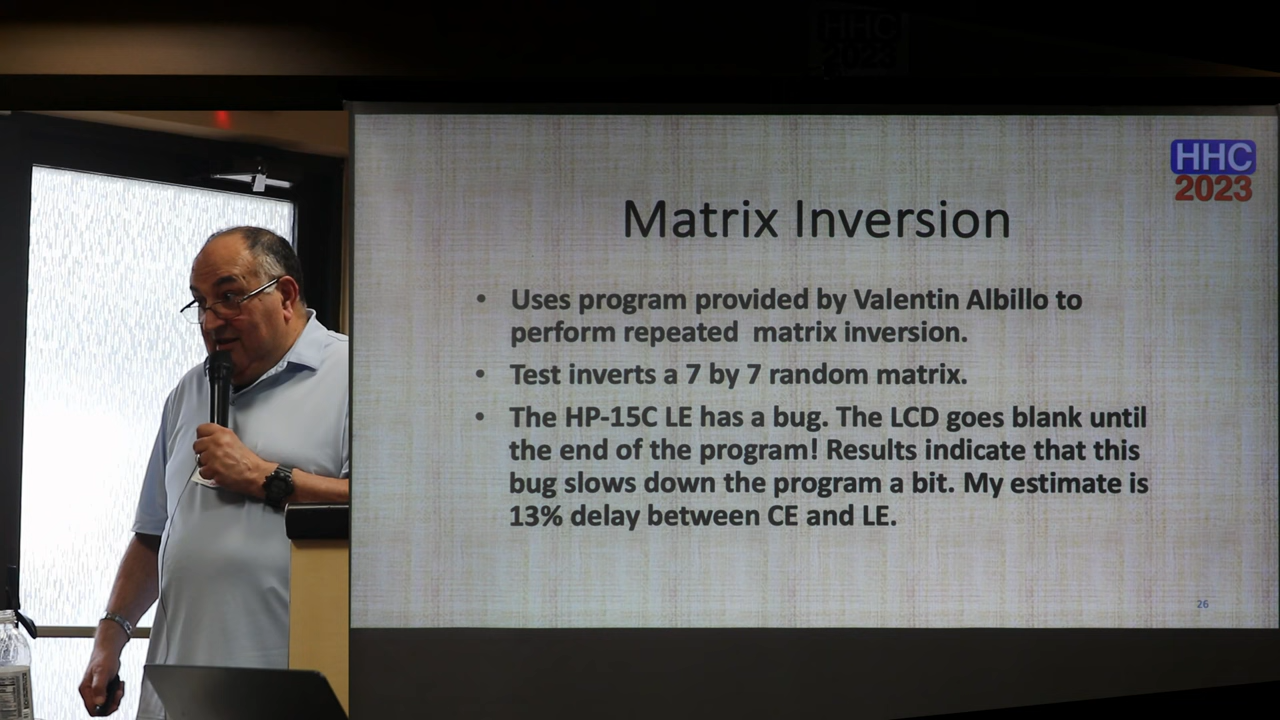 HHC
2023
HHC
2023
Matrix Inversion
• Uses program provided by Valentin Albillo to
perform repeated matrix inversion.
• Test inverts a 7 by 7 random matrix.
• The HP-15C LE has a bug. The LCD goes blank until
the end of the program! Results indicate that this
bug slows down the program a bit. My estimate is
13% delay between CE and LE.
26